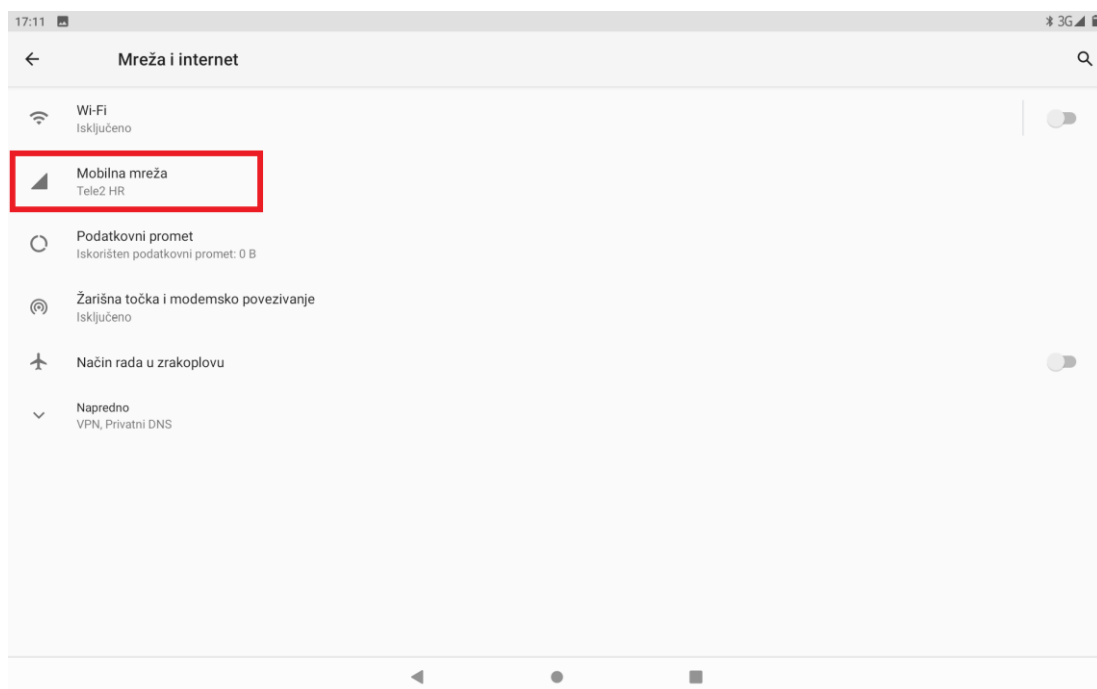 17:11
3G
Mreža i internet
Wi-Fi
Isključeno
Mobilna mreža
Tele2 HR
Podatkovni promet
Iskorišten podatkovni promet: 0 B
Žarišna točka i modemsko povezivanje
Isključeno
Način rada u zrakoplovu
Napredno
VPN, Privatni DNS